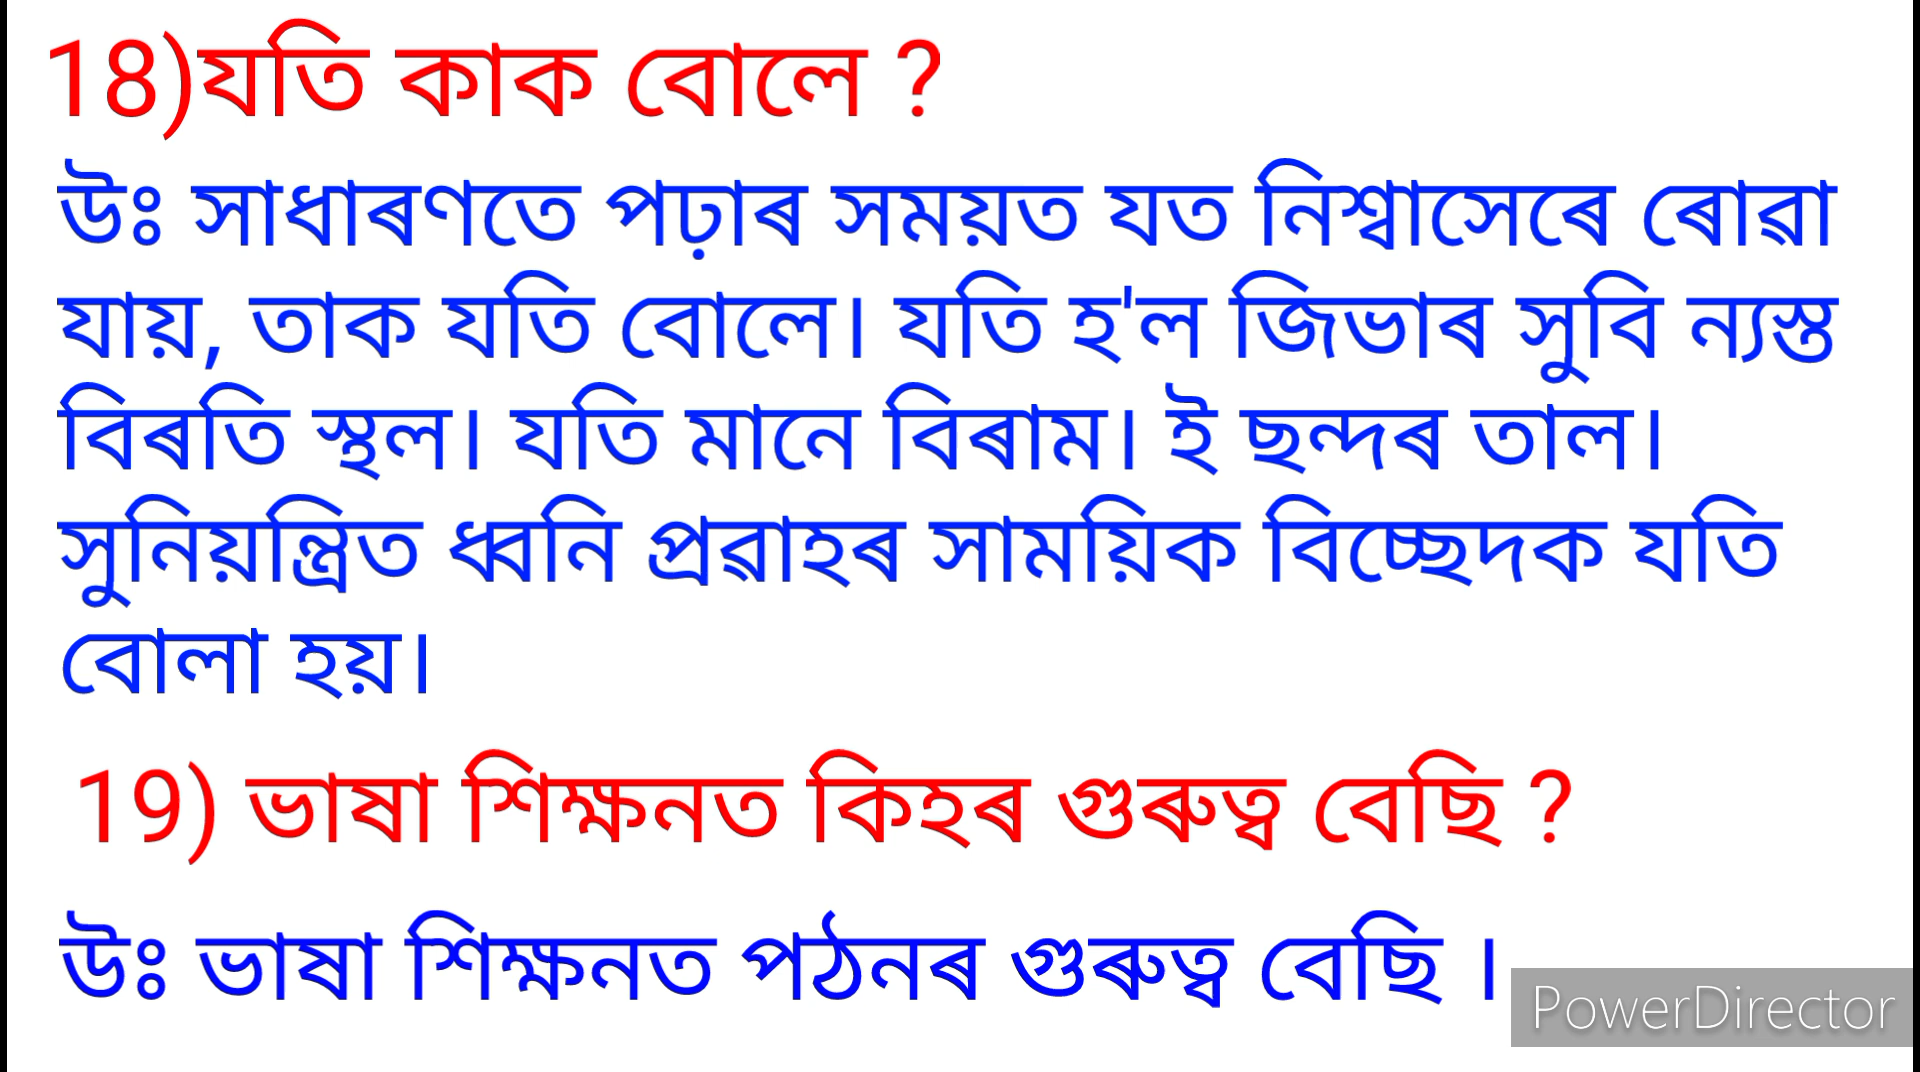 18)যতি কাক বোলে ?
উঃ সাধাৰণতে পঢ়াৰ সময়ত যত নিশ্বাসেৰে ৰোৱা
যায়, তাক যতি বোলে। যতি হ'ল জিভাৰ সুবি ন্যস্ত
বিৰতি স্থল। যতি মানে বিৰাম। ই ছন্দৰ তাল।
সুনিয়ন্ত্ৰিত ধ্বনি প্ৰৱাহৰ সাময়িক বিচ্ছেদক যতি
বোলা হয়।
19) ভাষা শিক্ষনত কিহৰ গুৰুত্ব বেছি ?
উঃ ভাষা শিক্ষনত পঠনৰ গুৰুত্ব বেছি ।
PowerDirector